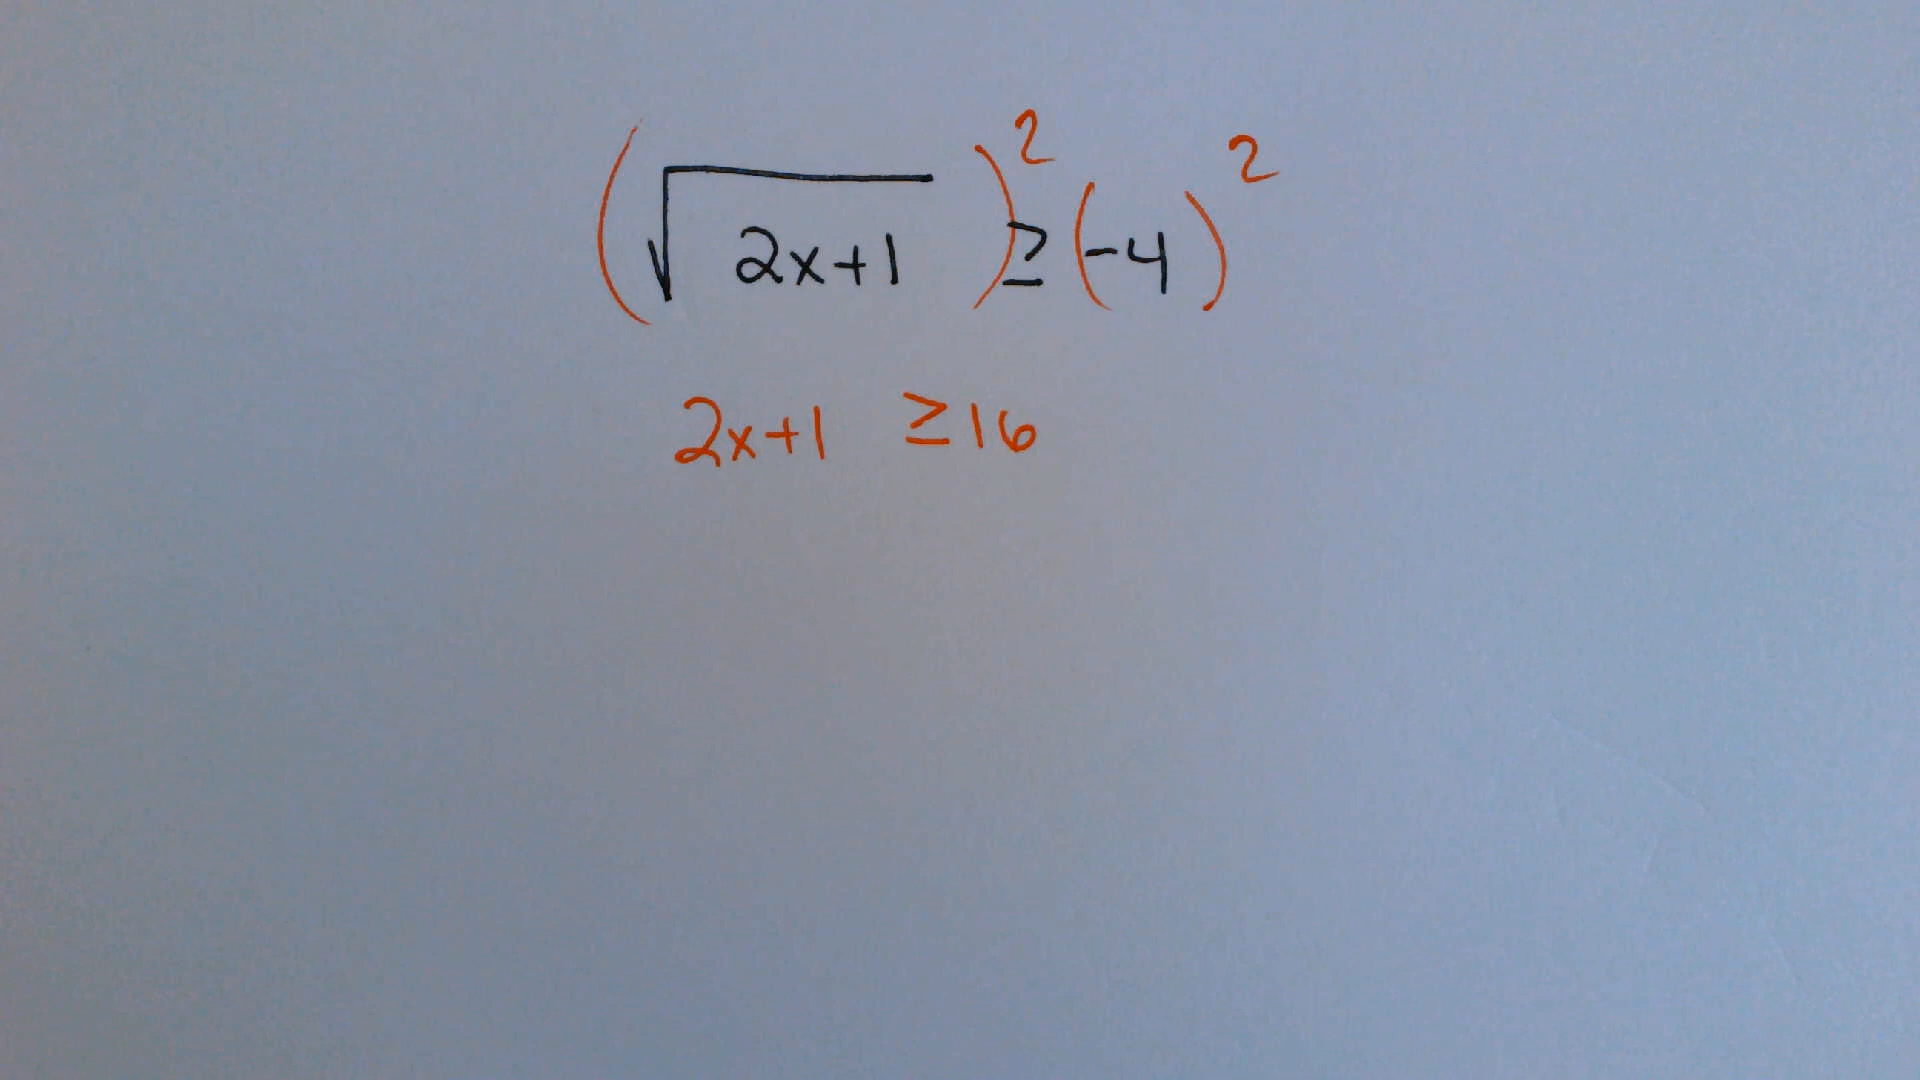 (√2x+1)² ≥ (-4)²
2x+1 ≥ 16